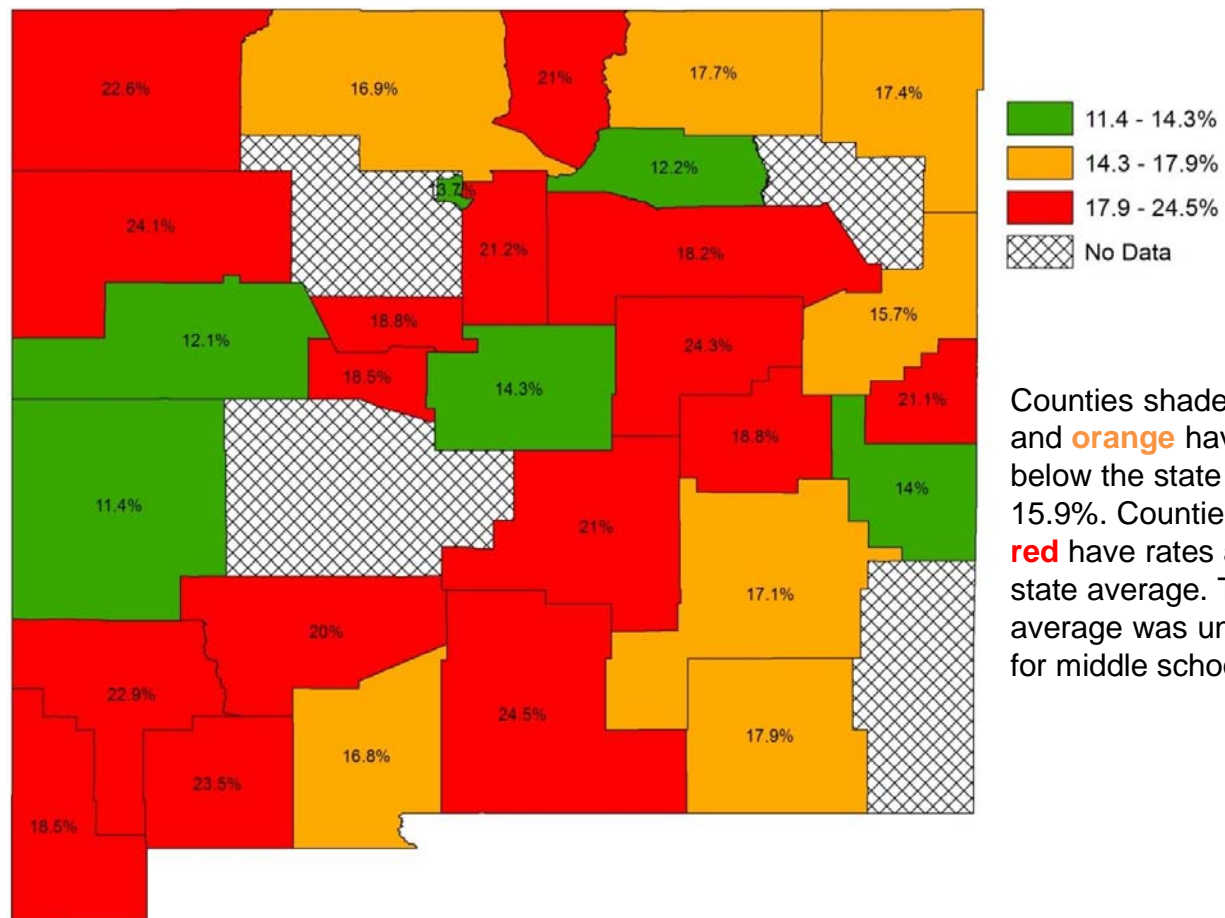 22.6%
16.9%
21%
17.7%
17.4%
12.2%
13.7%
24.1%
21.2%
18.2%
15.7%
18.8%
12.1%
24.3%
18.5%
14.3%
21.1%
18.8%
14%
11.4%
21%
17.1%
20%
22.9%
24.5%
17.9%
16.8%
23.5%
18.5%
11.4 - 14.3%
14.3 - 17.9%
17.9 - 24.5%
No Data
Counties shade
and orange hav
below the state
15.9%. Countie
red have rates a
state average. T
average was un
for middle schoo